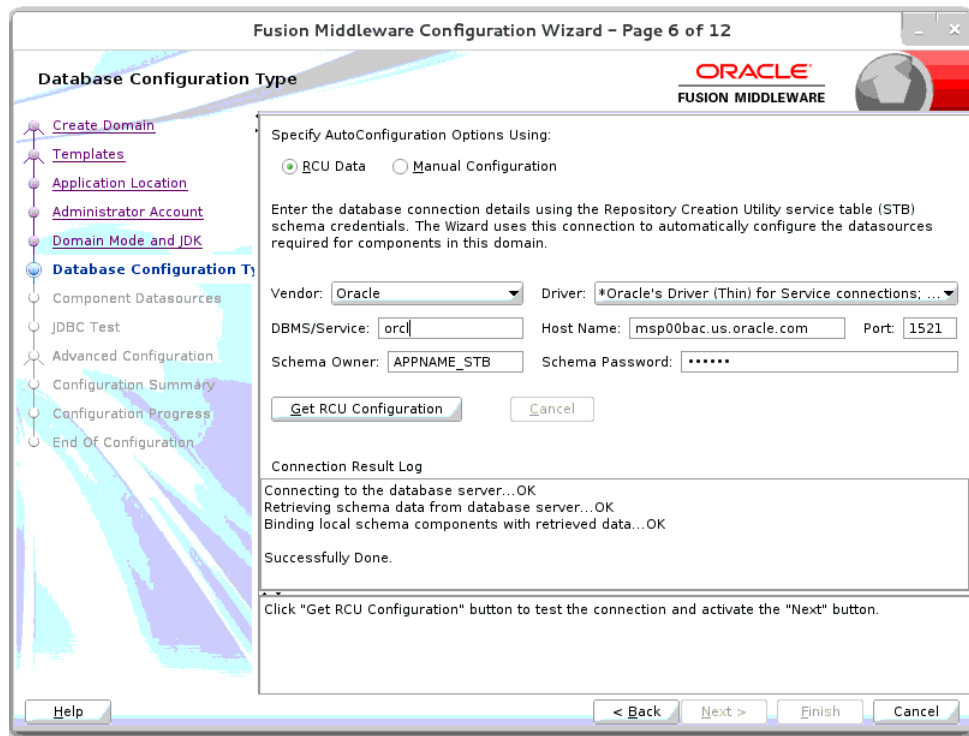 Fusion Middleware Configuration Wizard – Page 6 of 12
Database Configuration Type
ORACLE
FUSION MIDDLEWARE
Create Domain
Templates
Application Location
Administrator Account
Domain Mode and JDK
Database Configuration Ty
Component Datasources
JDBC Test
Advanced Configuration
Configuration Summary
Configuration Progress
End Of Configuration
Specify AutoConfiguration Options Using:
RCU Data Manual Configuration
Enter the database connection details using the Repository Creation Utility service table (STB)
schema credentials. The Wizard uses this connection to automatically configure the datasources
required for components in this domain.
Vendor: Oracle Driver: *Oracle's Driver (Thin) for Service connections; ...
DBMS/Service: orcl Host Name: msp00bac.us.oracle.com Port: 1521
Schema Owner: APPNAME_STB Schema Password: ••••••
Get RCU Configuration Cancel
Connection Result Log
Connecting to the database server...OK
Retrieving schema data from database server...OK
Binding local schema components with retrieved data...OK
Successfully Done.
Click "Get RCU Configuration" button to test the connection and activate the "Next" button.
Help < Back Next > Finish Cancel